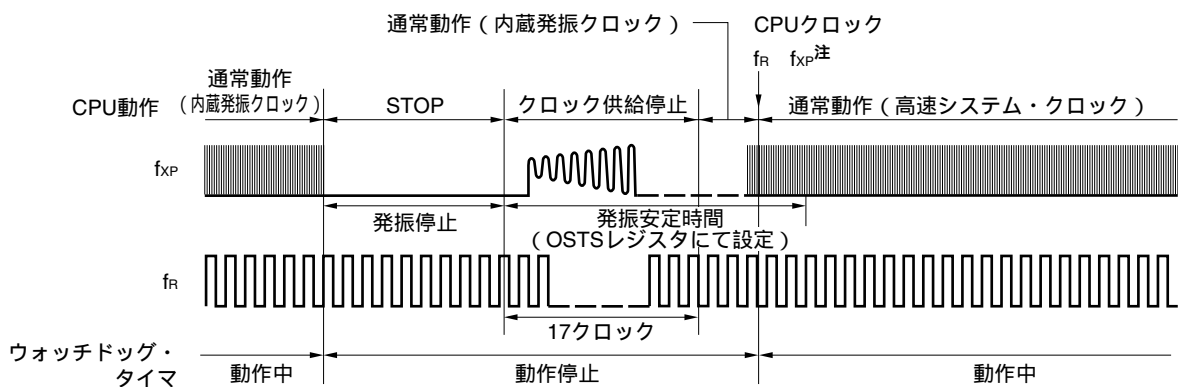 通常動作（内蔵発振クロック）
CPUクロック
fR fXP注
通常動作
（内蔵発振クロック）
CPU動作
STOP
クロック供給停止
通常動作（高速システム・クロック）
fXP
発振停止
発振安定時間
（OSTSレジスタにて設定）
fR
17クロック
ウォッチドッグ・
タイマ
動作中
動作停止
動作中